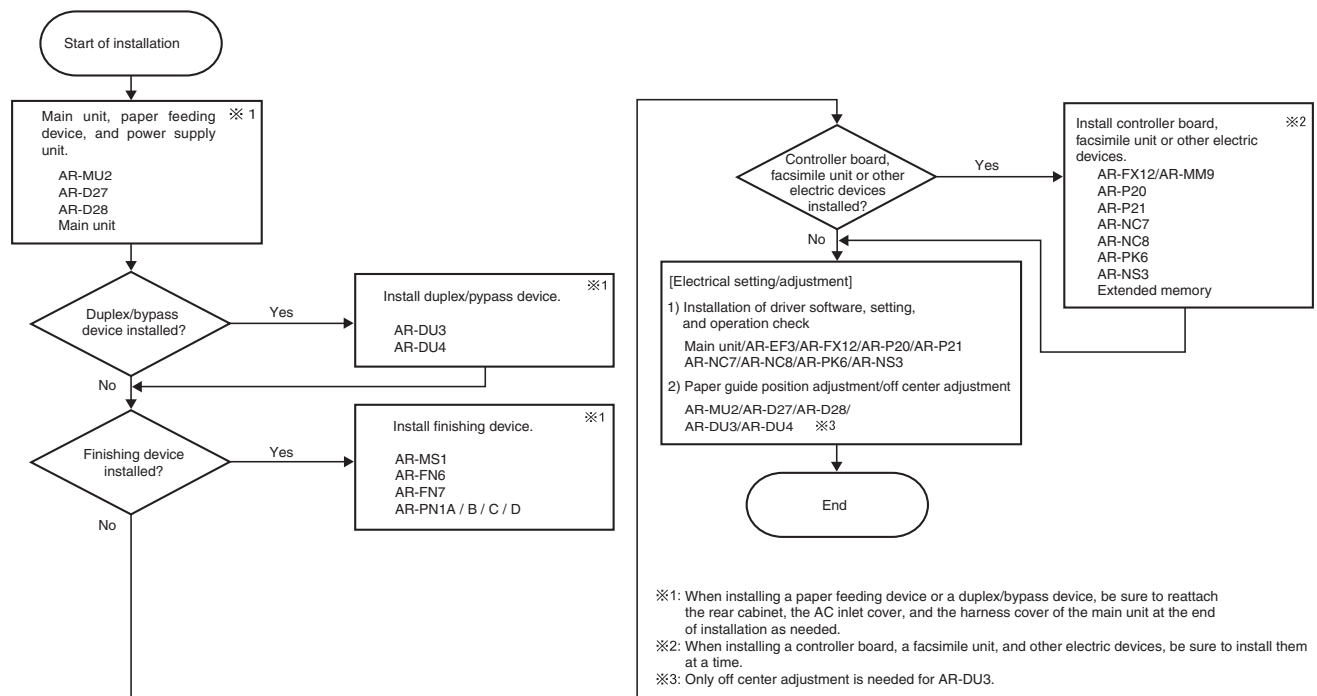 Start of installation
Main unit, paper feeding ※ 1
device, and power supply
unit.
AR-MU2
AR-D27
AR-D28
Main unit
Duplex/bypass
device installed?
Yes
No
Install duplex/pypass device.
※1
AR-DU3
AR-DU4
Finishing device
installed?
Yes
No
Install finishing device.
※1
AR-MS1
AR-FN6
AR-FN7
AR-PN1A / B / C / D
Controller board,
facsimile unit or other
electric devices
installed?
Yes
No
Install controller board, ※2
facsimile unit or other electric
devices.
AR-FX12/AR-MM9
AR-P20
AR-P21
AR-NC7
AR-NC8
AR-PK6
AR-NS3
Extended memory
[Electrical setting/adjustment]
1) Installation of driver software, setting,
and operation check
Main unit/AR-EF3/AR-FX12/AR-P20/AR-P21
AR-NC7/AR-NC8/AR-PK6/AR-NS3
2) Paper guide position adjustment/off center adjustment
AR-MU2/AR-D27/AR-D28/
AR-DU3/AR-DU4 ※3
End
※1: When installing a paper feeding device or a duplex/bypass device, be sure to reattach
the rear cabinet, the AC inlet cover, and the harness cover of the main unit at the end
of installation as needed.
※2: When installing a controller board, a facsimile unit, and other electric devices, be sure to install them
at a time.
※3: Only off center adjustment is needed for AR-DU3.